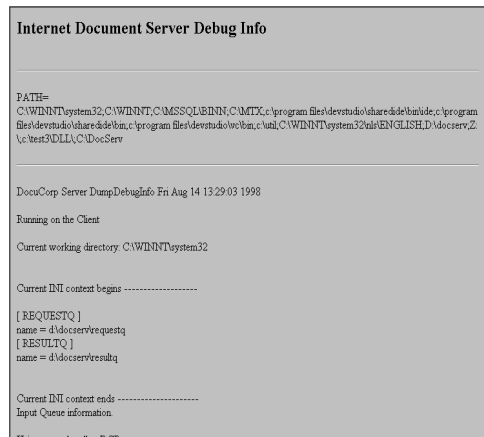 Internet Document Server Debug Info
PATH=
C:\WINNT\system32;C:\WINNT;C:\MSSQL\BINN;C:\MTX;c:\program files\devstudio\sharedide\bin\ide;c:\program
files\devstudio\sharedide\bin;c:\program files\devstudio\vc\bin;c:\util;C:\WINNT\system32\nls\ENGLISH;D:\docserv;Z:
\;c:\test3\DLL\;C:\DocServ
DocuCorp Server DumpDebugInfo Fri Aug 14 13:29:03 1998
Running on the Client
Current working directory: C:\WINNT\system32
Current INI context begins -------------------
[ REQUESTQ ]
name = d:\docserv\requestq
[ RESULTQ ]
name = d:\docserv\resultq
Current INI context ends ---------------------
Input Queue information.